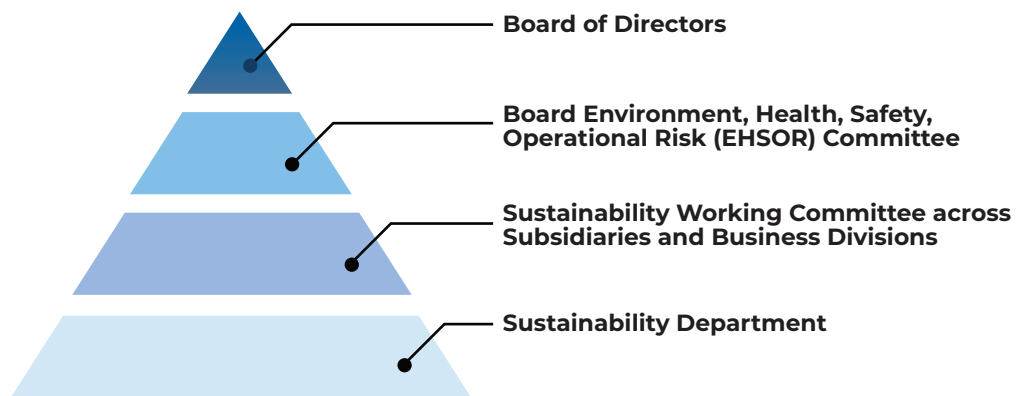 Board of Directors
Board Environment, Health, Safety,
Operational Risk (EHSOR) Committee
Sustainability Working Committee across
Subsidiaries and Business Divisions
Sustainability Department